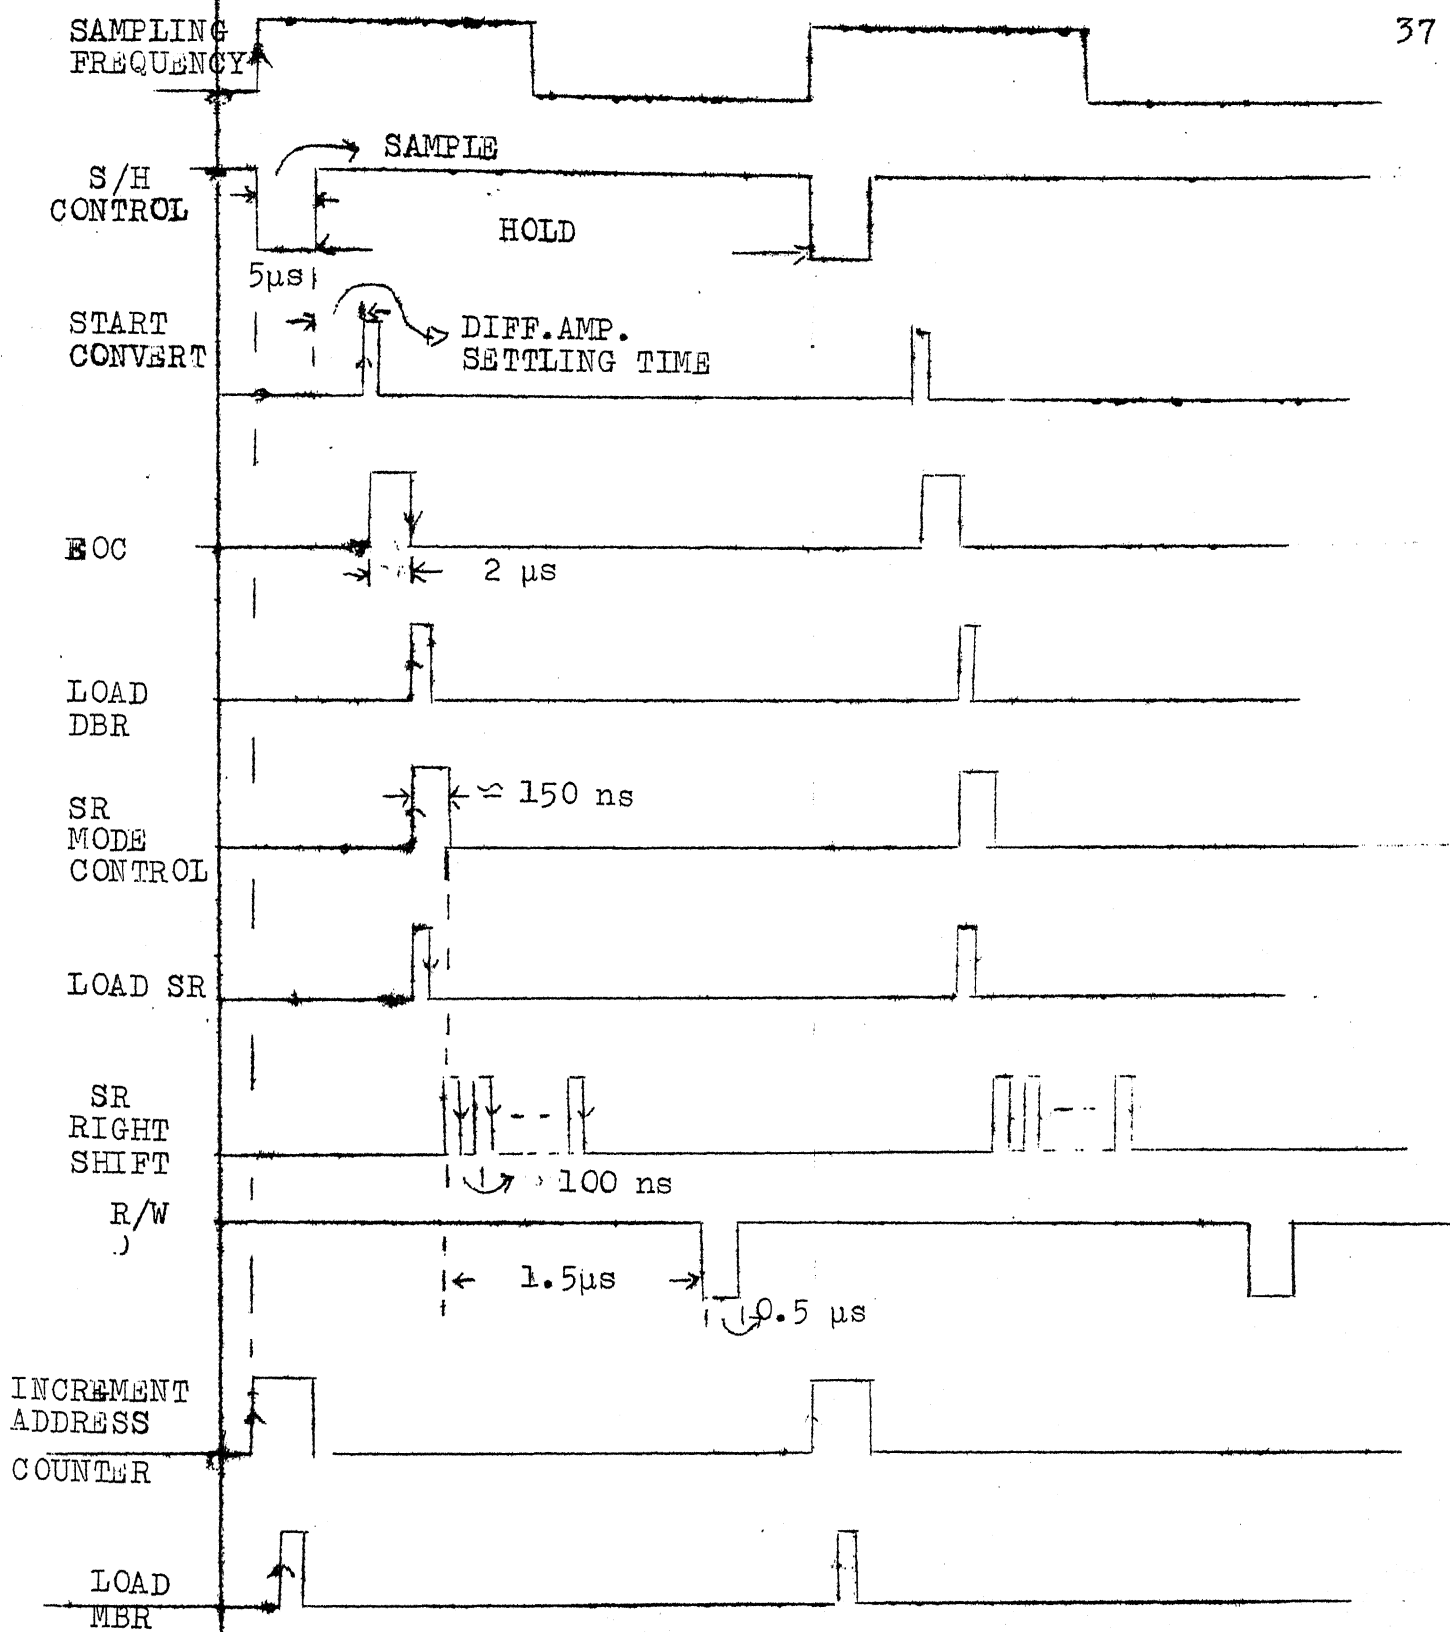 37
SAMPLING
FREQUENCY
SAMPLE
S/H
CONTROL
HOLD
5μs
START
CONVERT
DIFF.AMP.
SETTLING TIME
EOC
2 μs
LOAD
DBR
SR
MODE
CONTROL
≃ 150 ns
LOAD SR
SR
RIGHT
SHIFT
100 ns
R/W
1.5μs
0.5 μs
INCREMENT
ADDRESS
COUNTER
LOAD
MBR